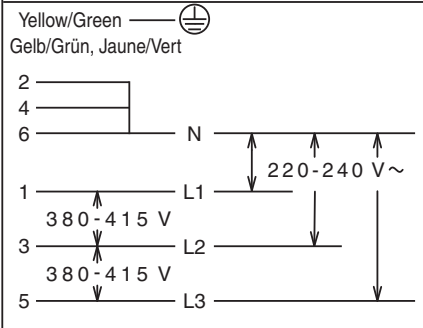 Yellow/Green
Gelb/Grün, Jaune/Vert
2
4
6 N
220-240 V~
1 L1
380-415 V
3 L2
380-415 V
5 L3